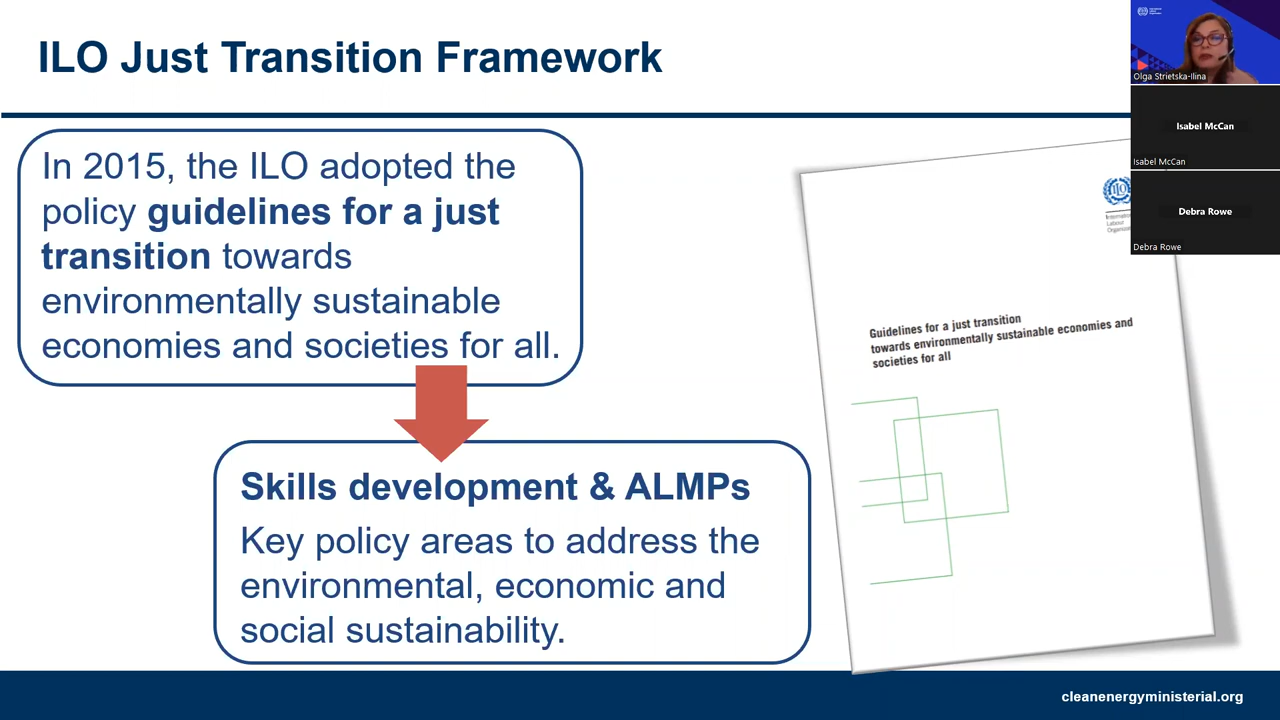 ILO Just Transition Framework
In 2015, the ILO adopted the
policy guidelines for a just
transition towards
environmentally sustainable
economies and societies for all.
Skills development & ALMPs
Key policy areas to address the
environmental, economic and
social sustainability.
Guidelines for a just transition
towards environmentally sustainable economies and
societies for all
Olga Strietska-Ilina
Isabel McCan
Isabel McCan
Debra Rowe
Debra Rowe
cleanenergyministerial.org